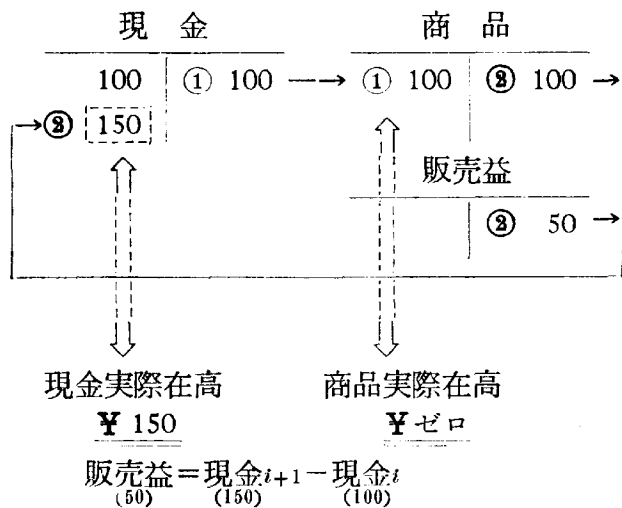 現金 商品
100 ① 100 → ① 100 ② 100 →
→ ② 150
販売益
② 50 →
現金実際在高 商品実際在高
¥ 150 ¥ ゼロ
販売益=現金i+1−現金i
(50) (150) (100)